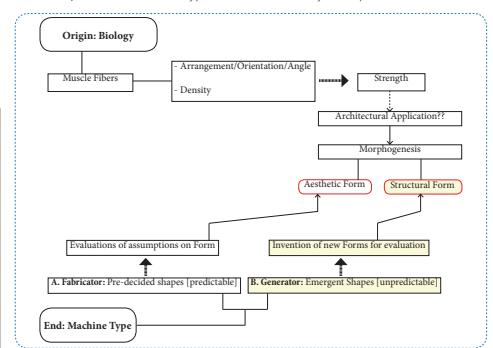 Origin: Biology
Muscle Fibers
- Arrangement/Orientation/Angle
- Density
Strength
Architectural Application??
Morphogenesis
Aesthetic Form
Structural Form
Evaluations of assumptions on Form
Invention of new Forms for evaluation
A. Fabricator: Pre-decided shapes [predictable]
B. Generator: Emergent Shapes [unpredictable]
End: Machine Type